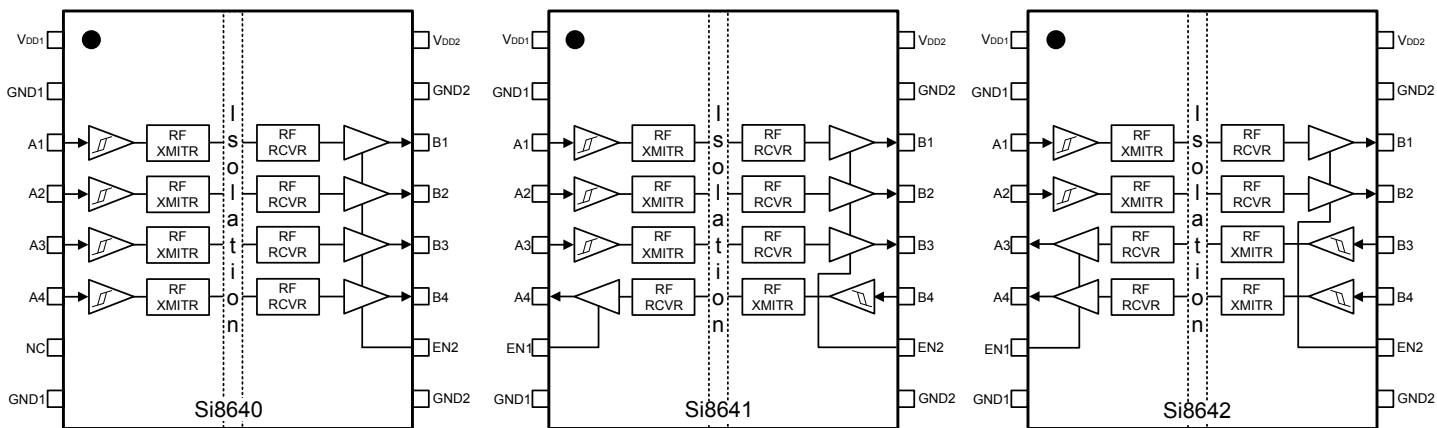 VDD1 VDD2
GND1 GND2
A1 RF XMITR RF RCVR B1
A2 RF XMITR RF RCVR B2
A3 RF XMITR RF RCVR B3
A4 RF XMITR RF RCVR B4
NC EN2
GND1 GND2
Isolation
Si8640
VDD1 VDD2
GND1 GND2
A1 RF XMITR RF RCVR B1
A2 RF XMITR RF RCVR B2
A3 RF XMITR RF RCVR B3
A4 RF RCVR RF XMITR B4
EN1 EN2
GND1 GND2
Isolation
Si8641
VDD1 VDD2
GND1 GND2
A1 RF XMITR RF RCVR B1
A2 RF XMITR RF RCVR B2
A3 RF RCVR RF XMITR B3
A4 RF RCVR RF XMITR B4
EN1 EN2
GND1 GND2
Isolation
Si8642